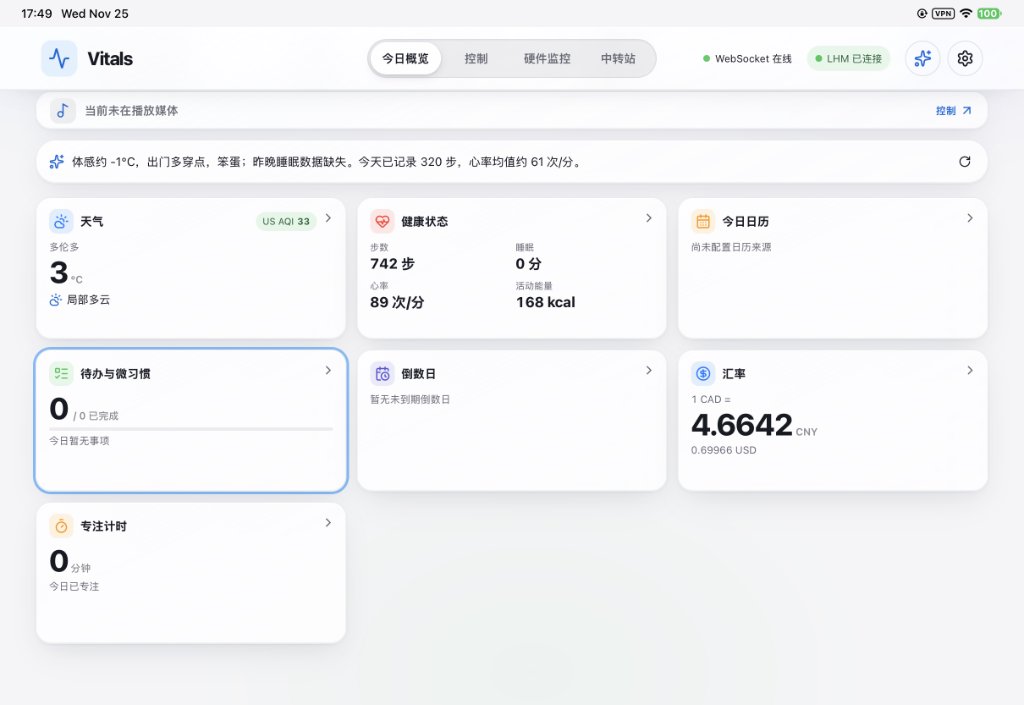 17:49 Wed Nov 25
VPN
100
Vitals
今日概览
控制
硬件监控
中转站
WebSocket 在线
LHM 已连接
当前未在播放媒体
控制
体感约 -1°C，出门多穿点，笨蛋；昨晚睡眠数据缺失。今天已记录 320 步，心率均值约 61 次/分。
天气
US AQI 33
多伦多
3 °C
局部多云
健康状态
步数
742 步
睡眠
0 分
心率
89 次/分
活动能量
168 kcal
今日日历
尚未配置日历来源
待办与微习惯
0 / 0 已完成
今日暂无事项
倒数日
暂无未到期倒数日
汇率
1 CAD =
4.6642 CNY
0.69966 USD
专注计时
0 分钟
今日已专注